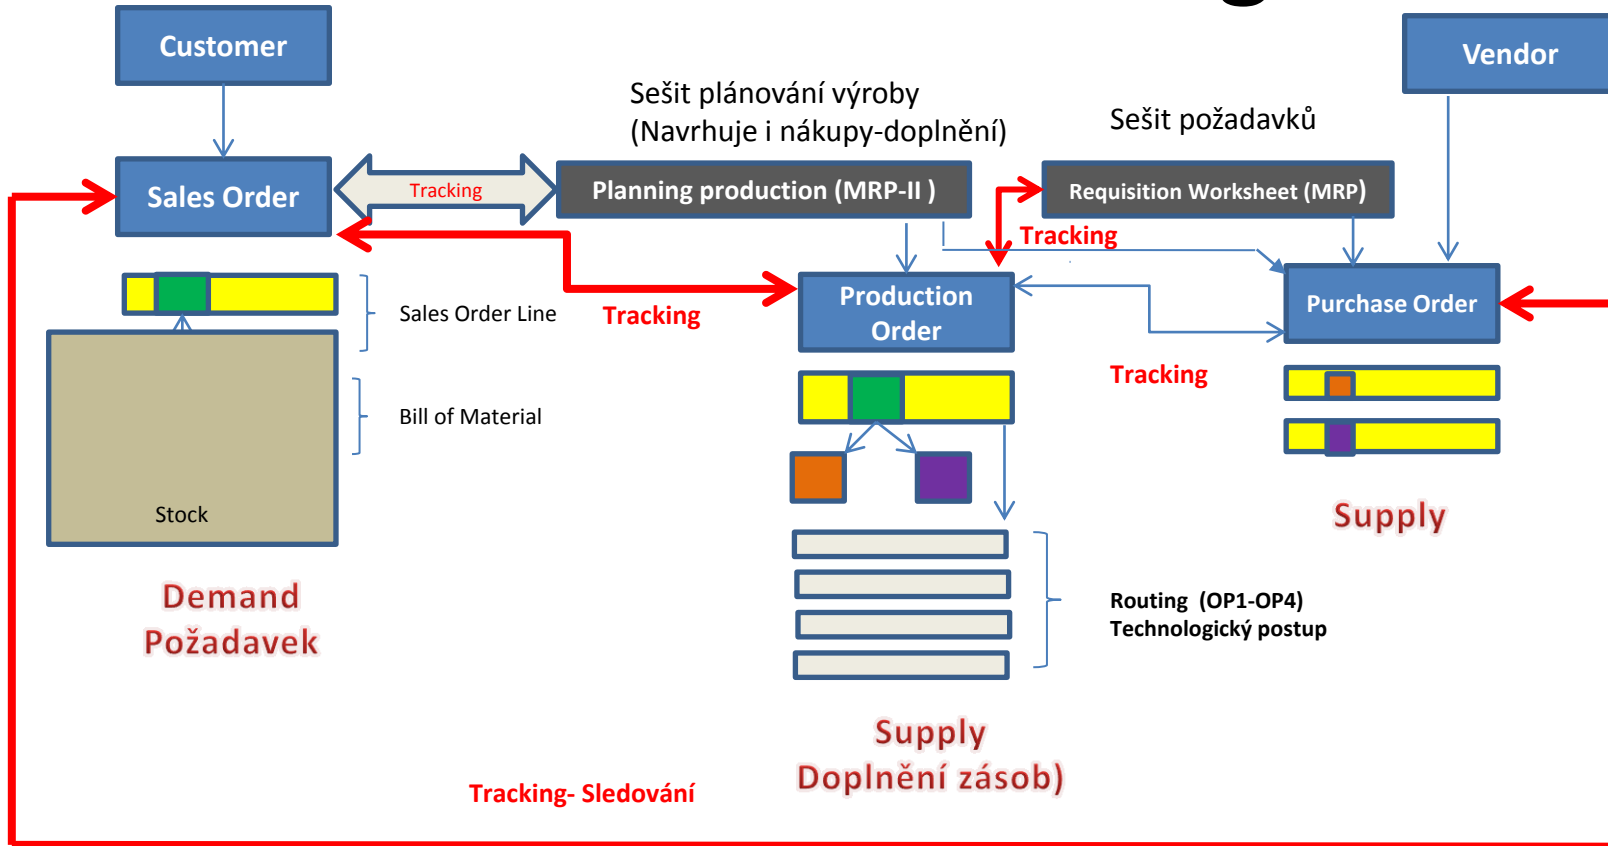 g
Customer
Vendor
Sešit plánování výroby
(Navrhuje i nákupy-doplnění)
Sešit požadavků
Sales Order
Tracking
Planning production (MRP-II )
Requisition Worksheet (MRP)
Tracking
Production
Order
Purchase Order
Sales Order Line
Tracking
Tracking
Bill of Material
Stock
Supply
Demand
Požadavek
Routing  (OP1-OP4)
Technologický postup
Supply
Doplnění zásob)
Tracking- Sledování